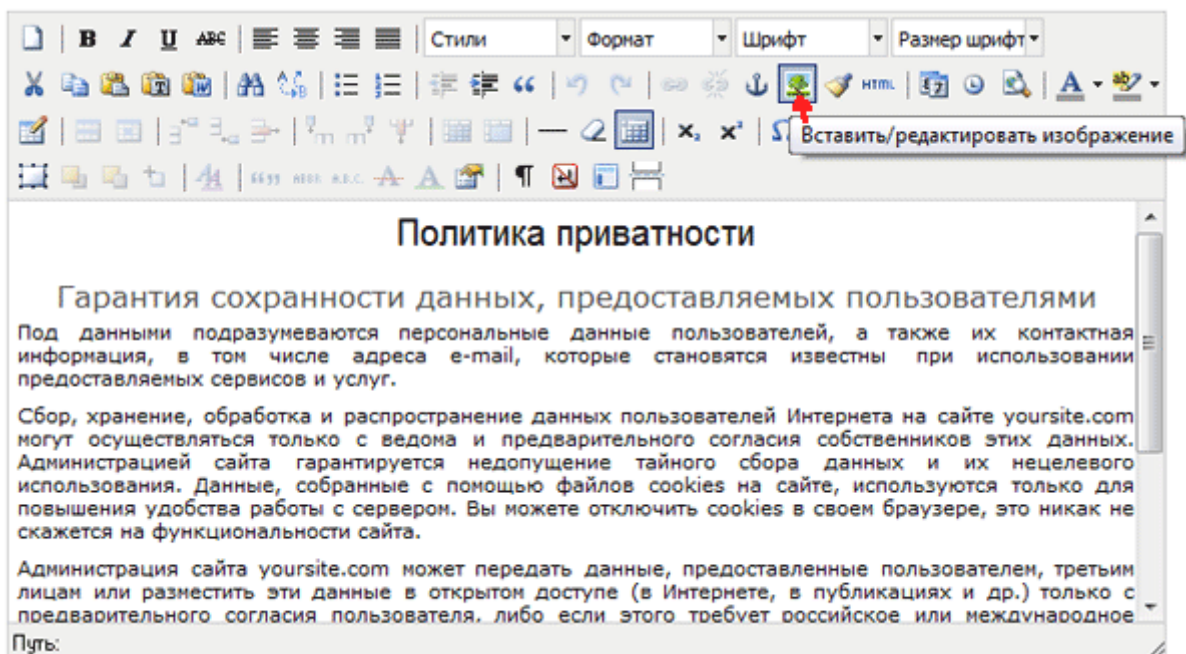 B I U ABC Стили Формат Шрифт Размер шрифт
HTML A
Вставить/редактировать изображение
Политика приватности
Гарантия сохранности данных, предоставляемых пользователями
Под данными подразумеваются персональные данные пользователей, а также их контактная
информация, в том числе адреса e-mail, которые становятся известны при использовании
предоставляемых сервисов и услуг.
Сбор, хранение, обработка и распространение данных пользователей Интернета на сайте yoursite.com
могут осуществляться только с ведома и предварительного согласия собственников этих данных.
Администрацией сайта гарантируется недопущение тайного сбора данных и их нецелевого
использования. Данные, собранные с помощью файлов cookies на сайте, используются только для
повышения удобства работы с сервером. Вы можете отключить cookies в своем браузере, это никак не
скажется на функциональности сайта.
Администрация сайта yoursite.com может передать данные, предоставленные пользователем, третьим
лицам или разместить эти данные в открытом доступе (в Интернете, в публикациях и др.) только с
предварительного согласия пользователя, либо если этого требует российское или международное
Путь: